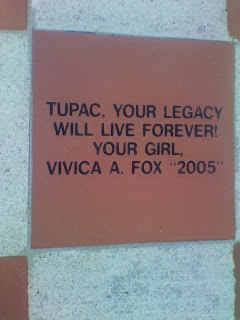 TUPAC, YOUR LEGACY
WILL LIVE FOREVER!
YOUR GIRL,
VIVICA A. FOX "2005"